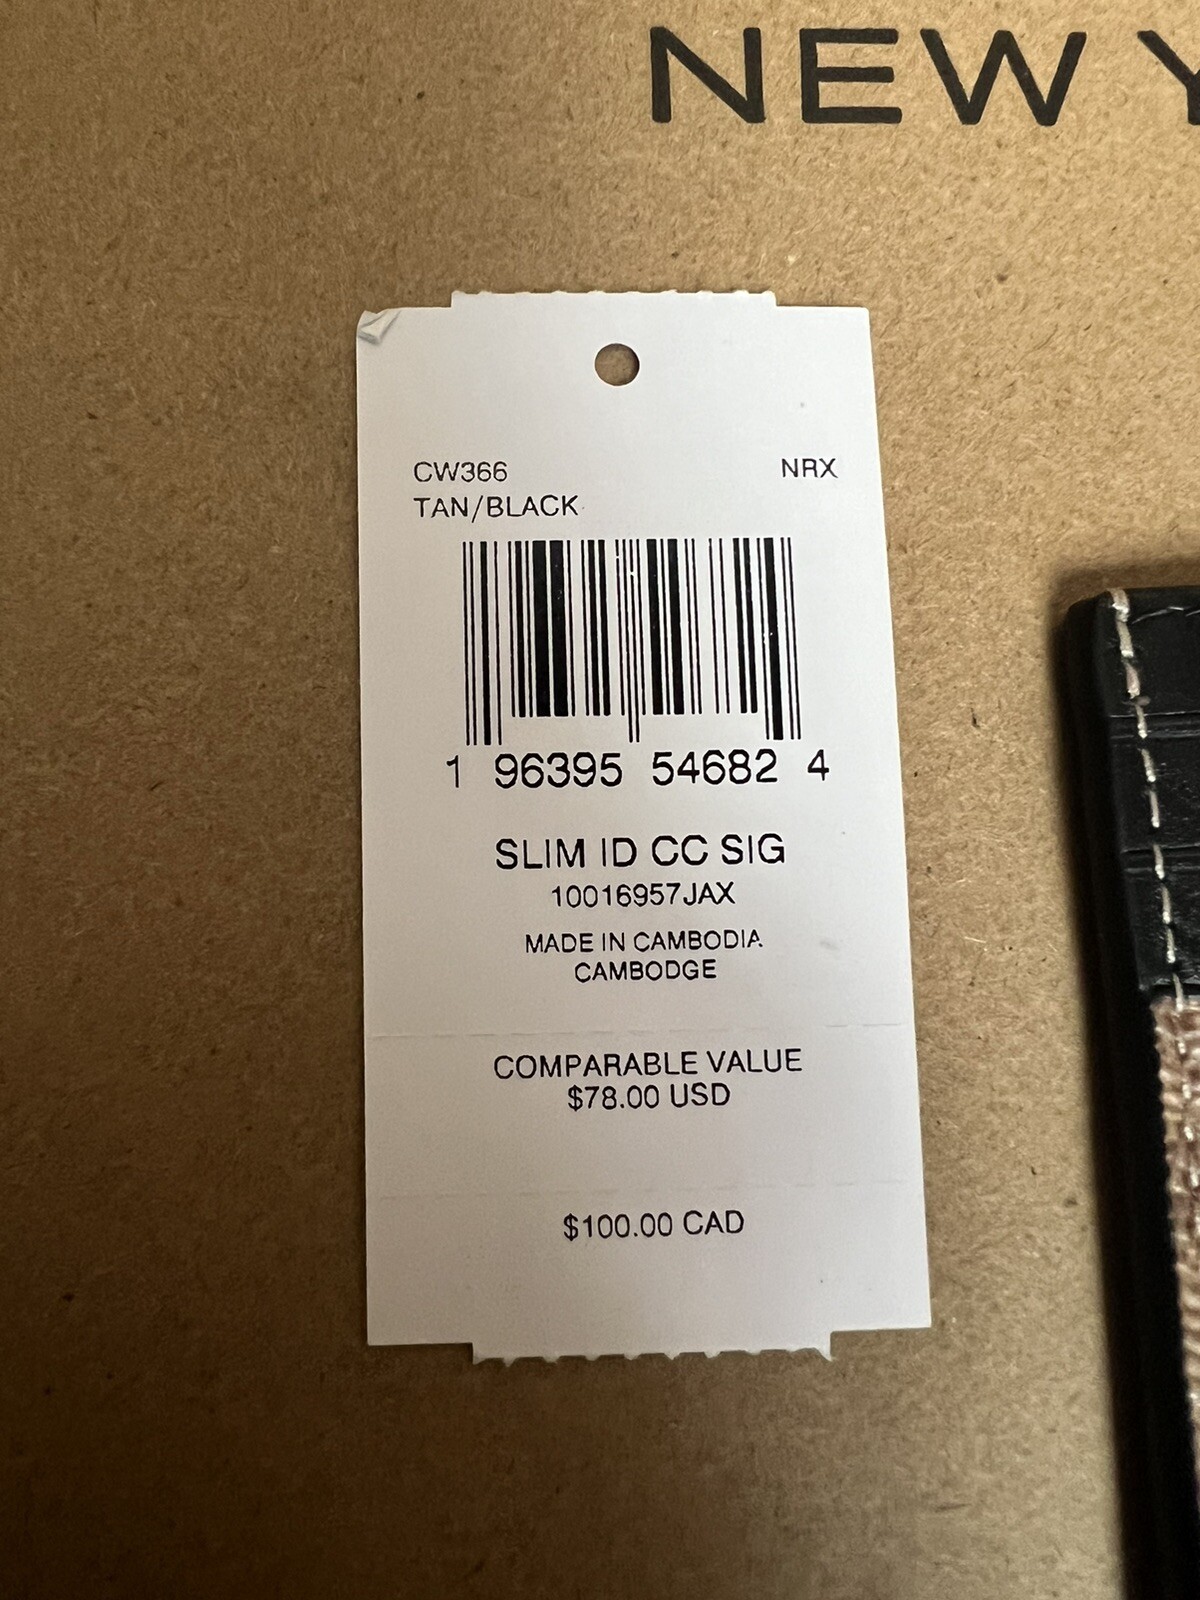 NEW Y
CW366 NRX
TAN/BLACK
1 96395 54682 4
SLIM ID CC SIG
10016957JAX
MADE IN CAMBODIA
CAMBODGE
COMPARABLE VALUE
$78.00 USD
$100.00 CAD